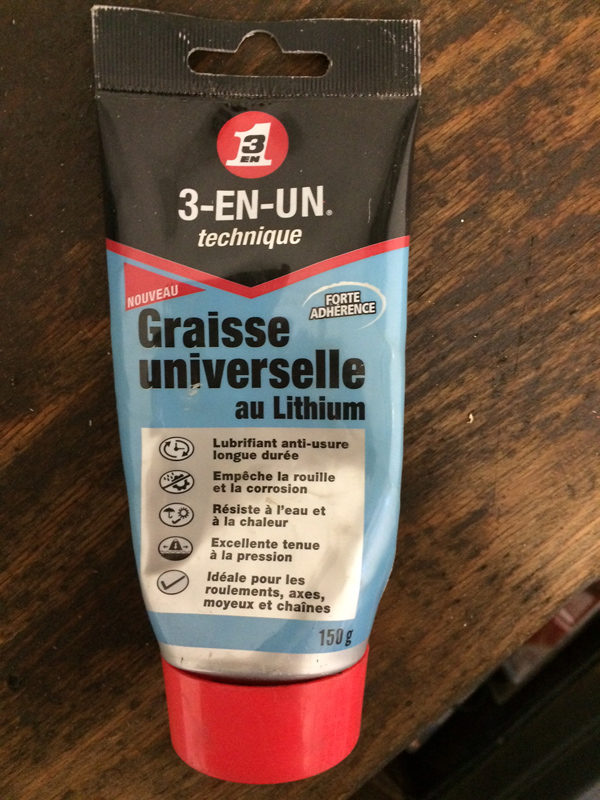 3
EN
1
3-EN-UN®
technique
NOUVEAU
FORTE
ADHÉRENCE
Graisse
universelle
au Lithium
Lubrifiant anti-usure
longue durée
Empêche la rouille
et la corrosion
Résiste à l'eau et
à la chaleur
Excellente tenue
à la pression
Idéale pour les
roulements, axes,
moyeux et chaînes
150 g